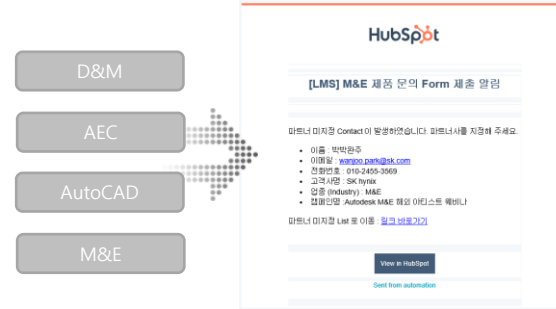 D&M
AEC
AutoCAD
M&E
HubSpot
[LMS] M&E 제품 문의 Form 제출 알림
파트너 미지정 Contact 이 발생하였습니다. 파트너사를 지정해 주세요.
• 이름 : 박박완주
• 이메일 : wanjoo.park@sk.com
• 전화번호 : 010-2455-3569
• 고객사명 : SK hynix
• 업종 (Industry) : M&E
• 캠페인명 :Autodesk M&E 해외 아티스트 웨비나
파트너 미지정 List 로 이동 : 링크 바로가기
View in HubSpot
Sent from automation